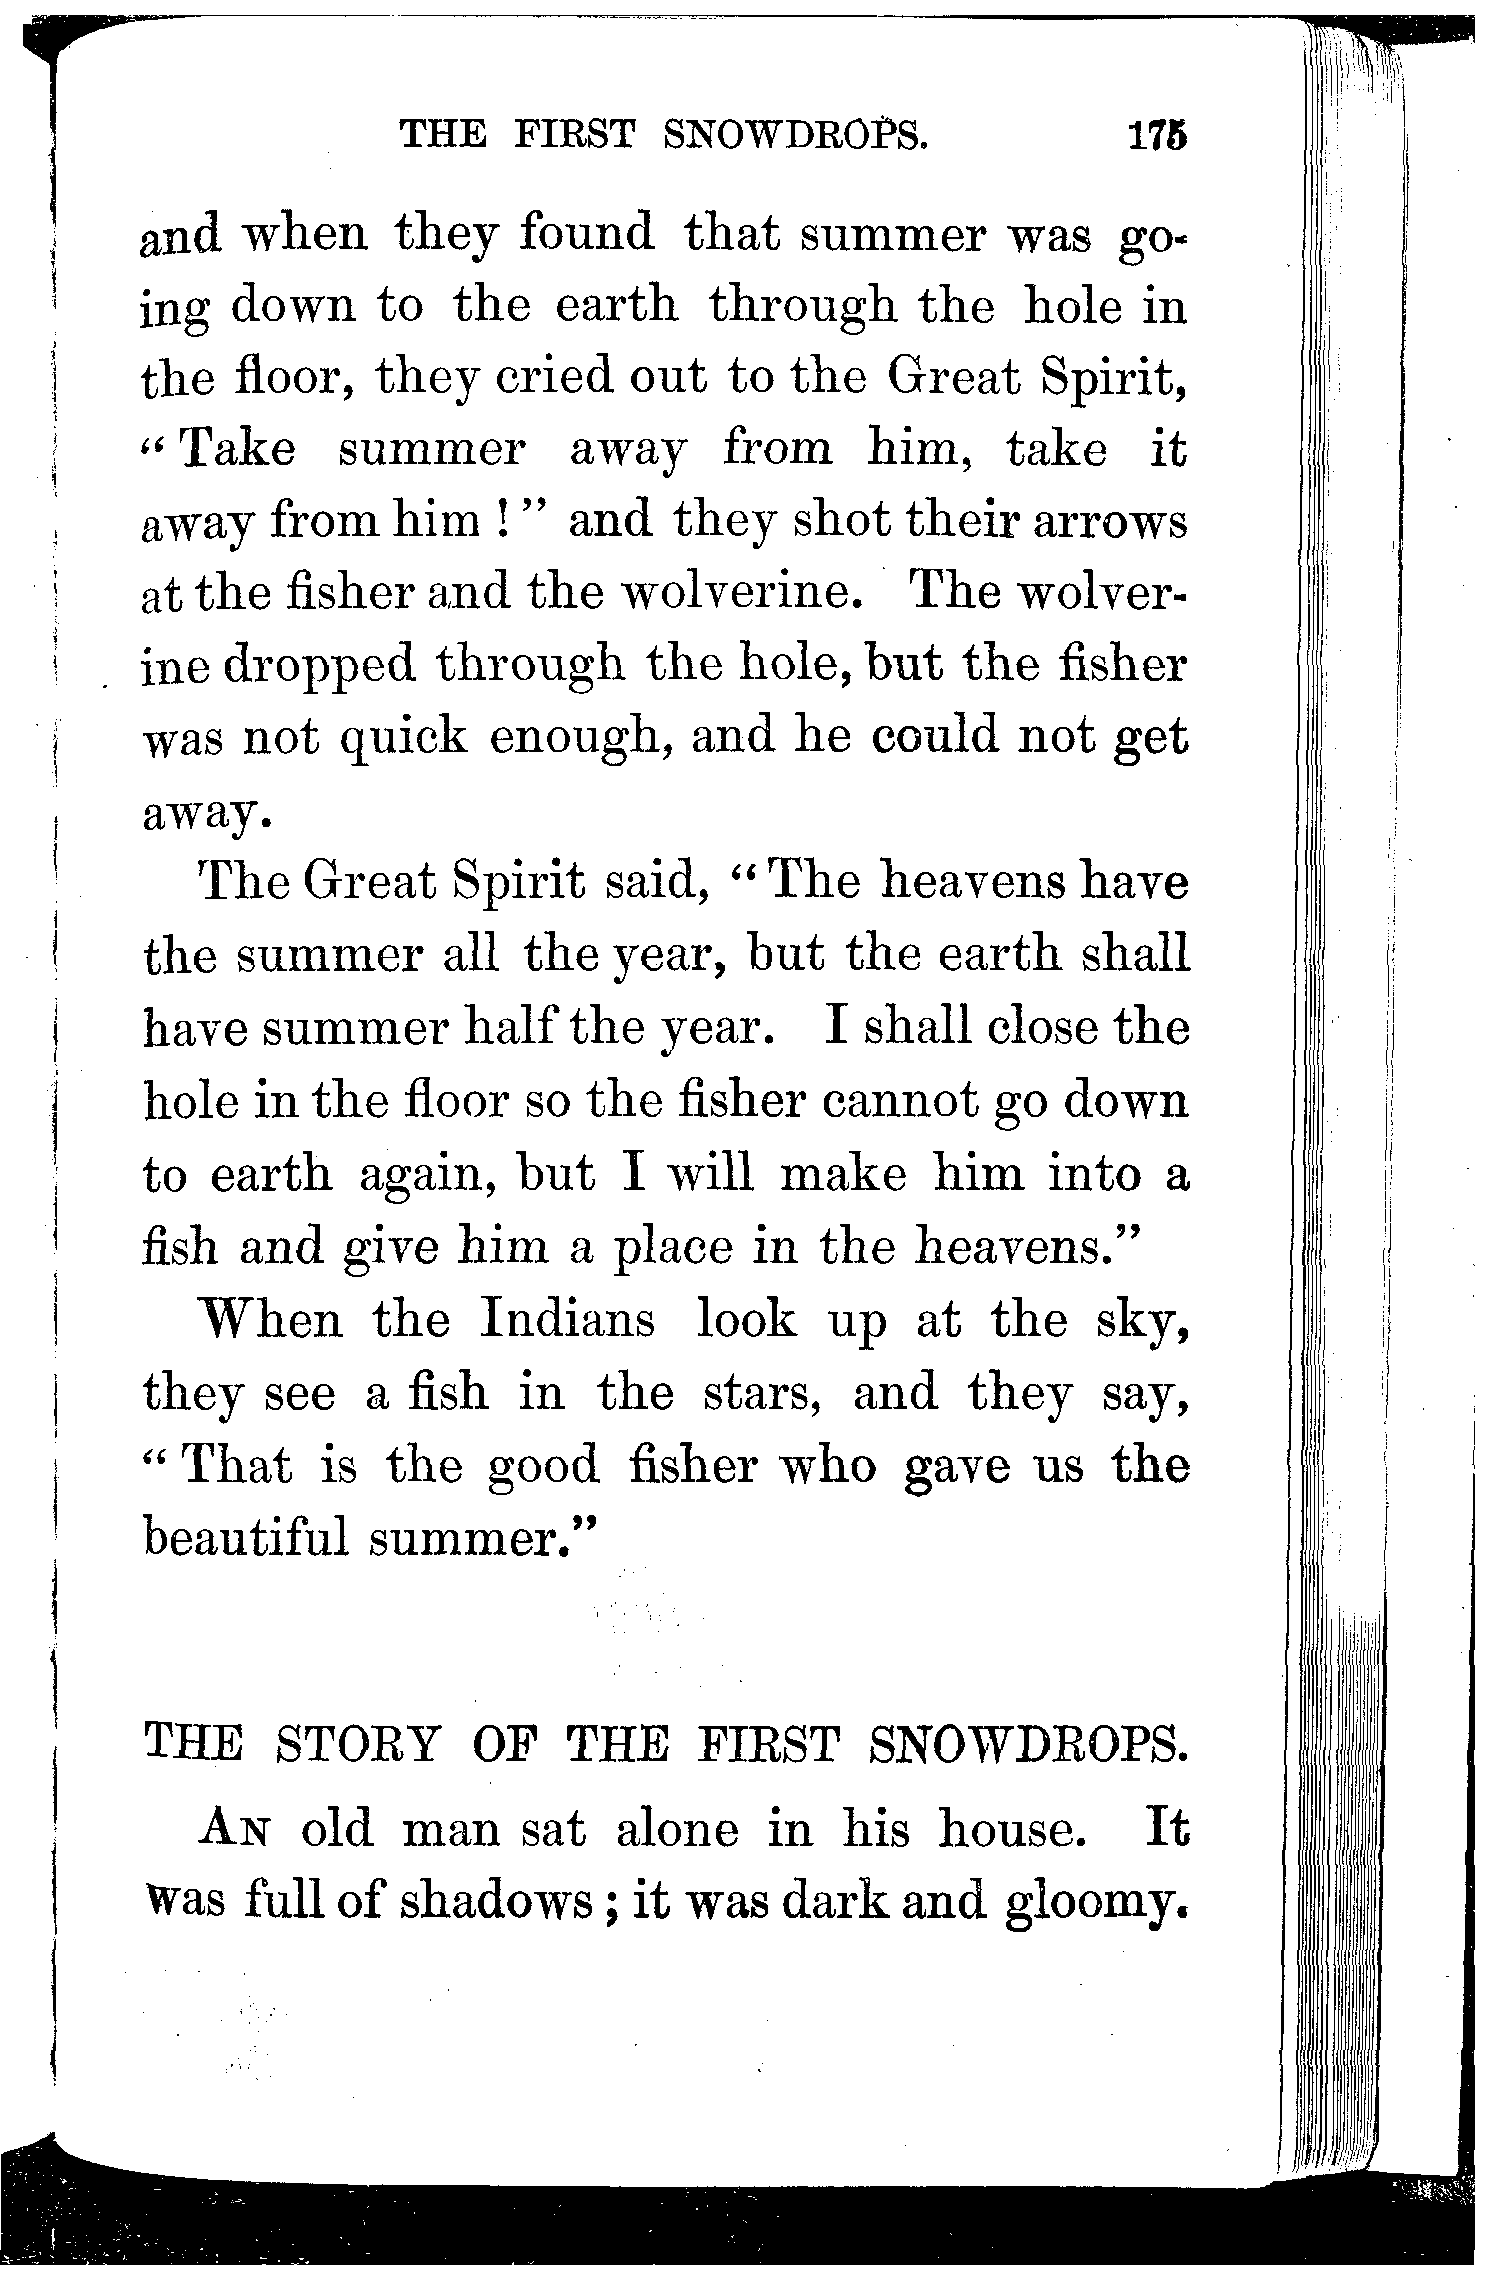 THE FIRST SNOWDROPS. 175
and when they found that summer was go-
ing down to the earth through the hole in
the floor, they cried out to the Great Spirit,
“Take summer away from him, take it
away from him!” and they shot their arrows
at the fisher and the wolverine. The wolver-
ine dropped through the hole, but the fisher
was not quick enough, and he could not get
away.
The Great Spirit said, “The heavens have
the summer all the year, but the earth shall
have summer half the year. I shall close the
hole in the floor so the fisher cannot go down
to earth again, but I will make him into a
fish and give him a place in the heavens.”
When the Indians look up at the sky,
they see a fish in the stars, and they say,
“That is the good fisher who gave us the
beautiful summer.”
THE STORY OF THE FIRST SNOWDROPS.
AN old man sat alone in his house. It
was full of shadows; it was dark and gloomy.